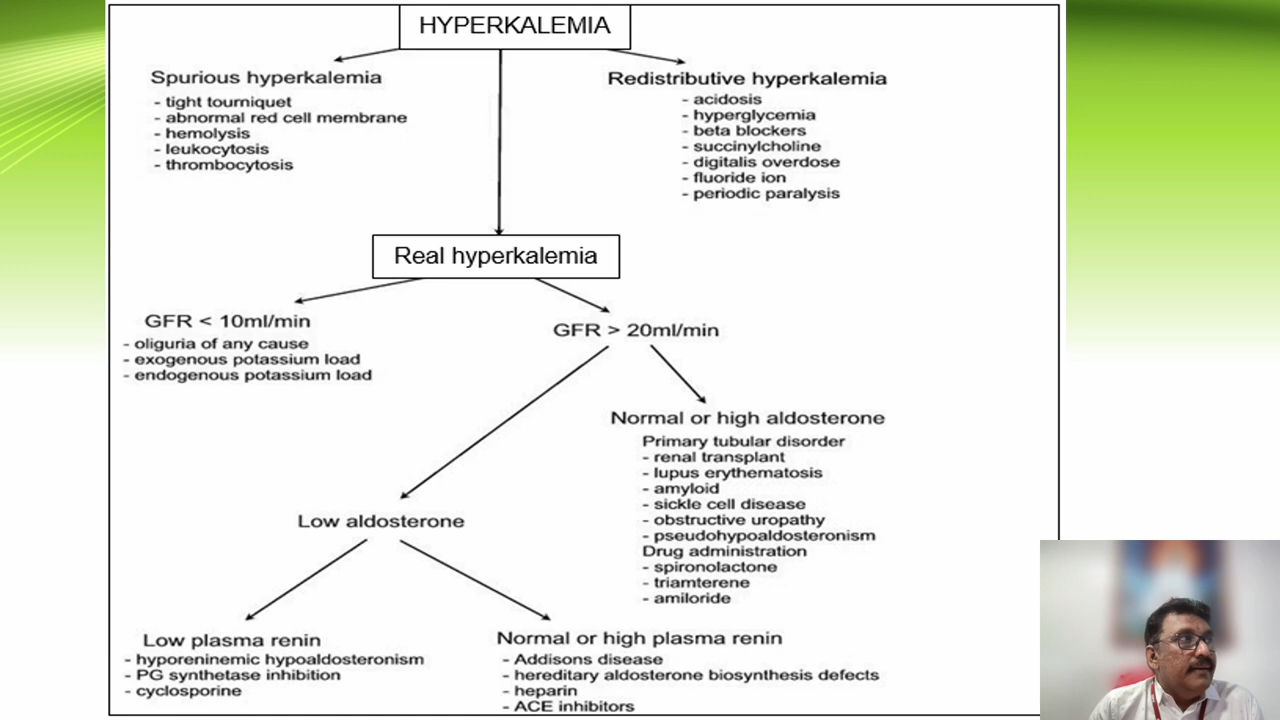 HYPERKALEMIA
Spurious hyperkalemia
- tight tourniquet
- abnormal red cell membrane
- hemolysis
- leukocytosis
- thrombocytosis
Redistributive hyperkalemia
- acidosis
- hyperglycemia
- beta blockers
- succinylcholine
- digitalis overdose
- fluoride ion
- periodic paralysis
Real hyperkalemia
GFR < 10ml/min
- oliguria of any cause
- exogenous potassium load
- endogenous potassium load
GFR > 20ml/min
Normal or high aldosterone
Primary tubular disorder
- renal transplant
- lupus erythematosis
- amyloid
- sickle cell disease
- obstructive uropathy
- pseudohypoaldosteronism
Drug administration
- spironolactone
- triamterene
- amiloride
Low aldosterone
Low plasma renin
- hyporeninemic hypoaldosteronism
- PG synthetase inhibition
- cyclosporine
Normal or high plasma renin
- Addisons disease
- hereditary aldosterone biosynthesis defects
- heparin
- ACE inhibitors